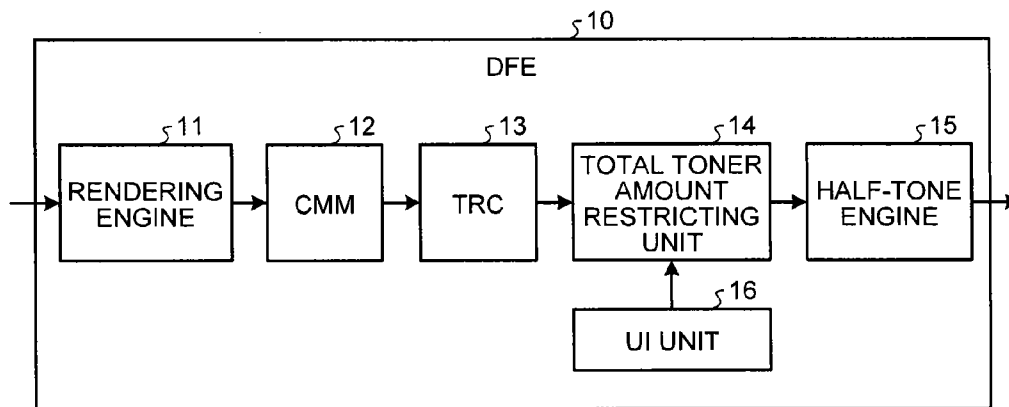 10
DFE
11
RENDERING
ENGINE
12
CMM
13
TRC
14
TOTAL TONER
AMOUNT
RESTRICTING
UNIT
15
HALF-TONE
ENGINE
16
UI UNIT